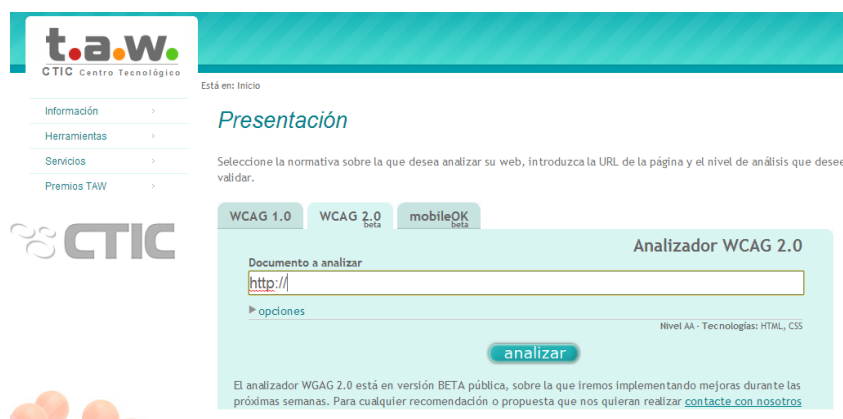 t.a.w.
CTIC Centro Tecnológico
Está en: Inicio
Información
Herramientas
Servicios
Premios TAW
CTIC
Presentación
Seleccione la normativa sobre la que desea analizar su web, introduzca la URL de la página y el nivel de análisis que desee
validar.
WCAG 1.0
WCAG 2.0 beta
mobileOK beta
Analizador WCAG 2.0
Documento a analizar
http://
opciones
Nivel AA - Tecnologías: HTML, CSS
analizar
El analizador WGAG 2.0 está en versión BETA pública, sobre la que iremos implementando mejoras durante las
próximas semanas. Para cualquier recomendación o propuesta que nos quieran realizar contacte con nosotros